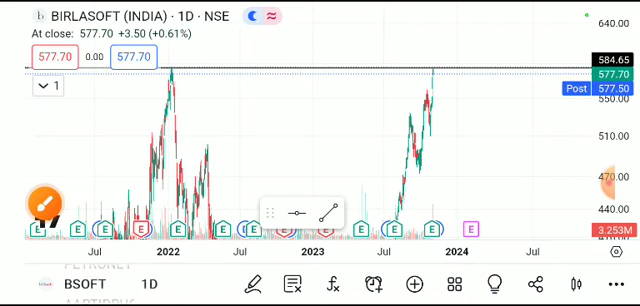 BIRLASOFT (INDIA) · 1D · NSE
At close: 577.70 +3.50 (+0.61%)
577.70 0.00 577.70
1
640.00
584.65
577.70
Post 577.50
550.00
510.00
470.00
440.00
3.253M
E E E E E E E E E E E E E E
Jul 2022 Jul 2023 Jul 2024 Jul
BSOFT 1D